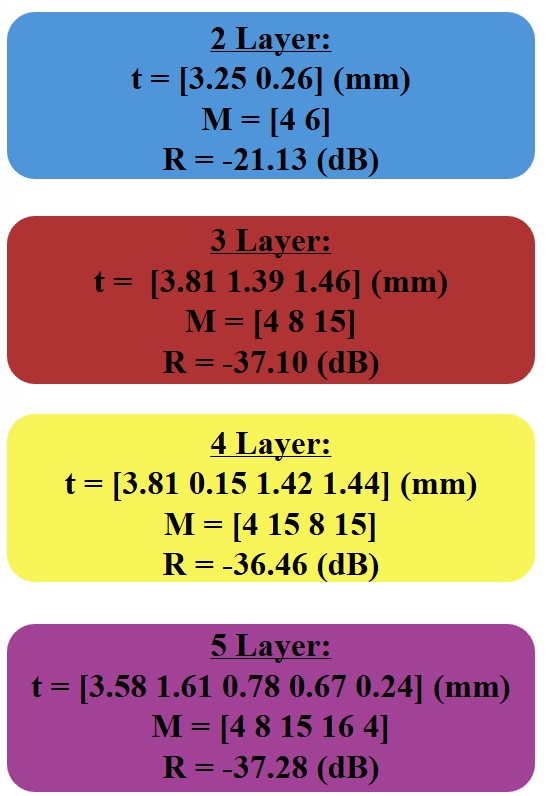 2 Layer:
t = [3.25 0.26] (mm)
M = [4 6]
R = -21.13 (dB)
3 Layer:
t = [3.81 1.39 1.46] (mm)
M = [4 8 15]
R = -37.10 (dB)
4 Layer:
t = [3.81 0.15 1.42 1.44] (mm)
M = [4 15 8 15]
R = -36.46 (dB)
5 Layer:
t = [3.58 1.61 0.78 0.67 0.24] (mm)
M = [4 8 15 16 4]
R = -37.28 (dB)